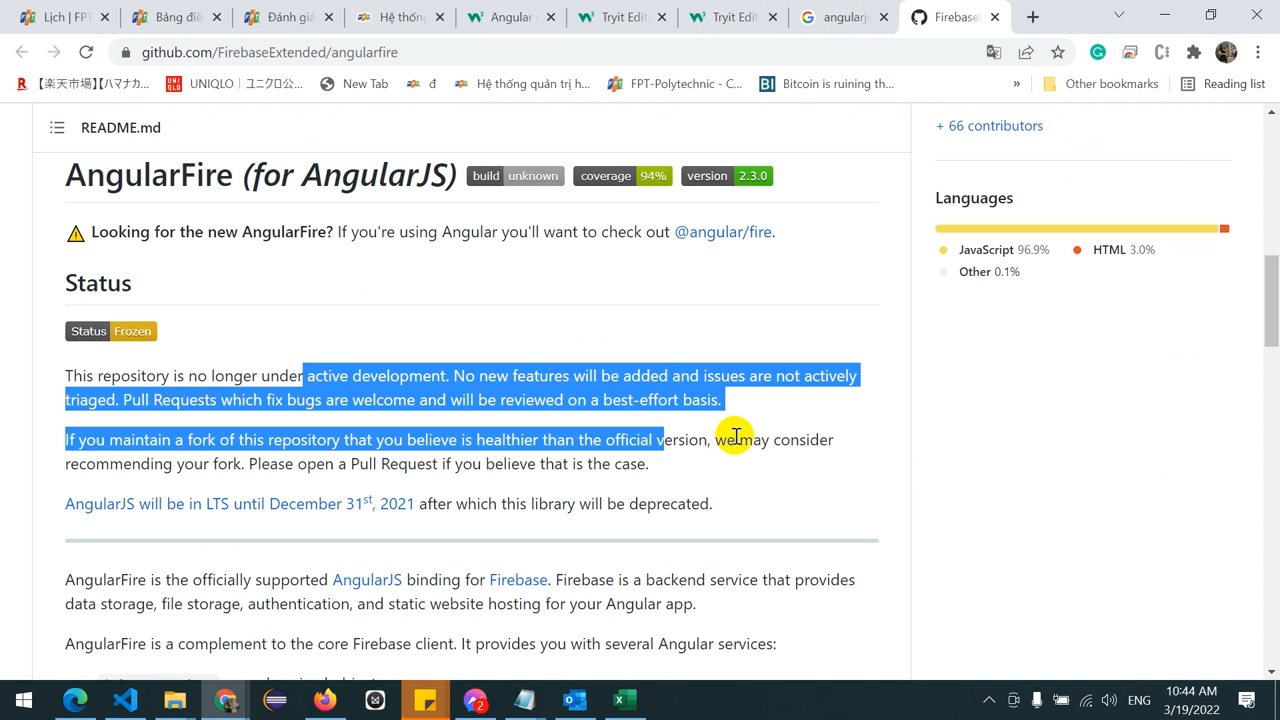 Lịch | FPT
Bảng điề
Đánh giá
Hệ thống
Angular
Tryit Edit
Tryit Edit
angularjs
Firebase
github.com/FirebaseExtended/angularfire
【楽天市場】(ハマナカ...
UNIQLO | ユニクロ公...
New Tab
đ
Hệ thống quản trị h...
FPT-Polytechnic - C...
BI
Bitcoin is ruining th...
»
Other bookmarks
Reading list
README.md
+ 66 contributors
AngularFire (for AngularJS)
build unknown
coverage 94%
version 2.3.0
Looking for the new AngularFire? If you're using Angular you'll want to check out @angular/fire.
Status
Status Frozen
This repository is no longer under active development. No new features will be added and issues are not actively
triaged. Pull Requests which fix bugs are welcome and will be reviewed on a best-effort basis.
If you maintain a fork of this repository that you believe is healthier than the official version, we may consider
recommending your fork. Please open a Pull Request if you believe that is the case.
AngularJS will be in LTS until December 31st, 2021 after which this library will be deprecated.
AngularFire is the officially supported AngularJS binding for Firebase. Firebase is a backend service that provides
data storage, file storage, authentication, and static website hosting for your Angular app.
AngularFire is a complement to the core Firebase client. It provides you with several Angular services:
Languages
JavaScript 96.9%
HTML 3.0%
Other 0.1%
2
ENG
10:44 AM
3/19/2022